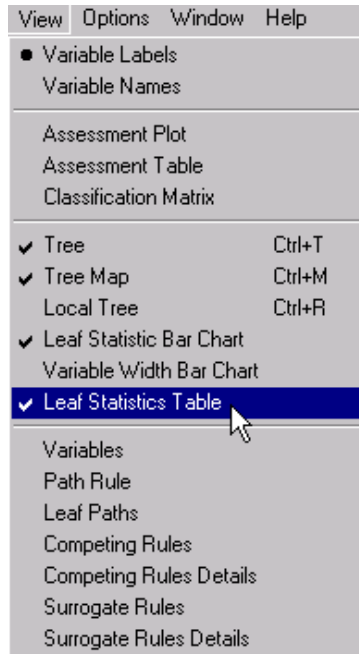 View Options Window Help
Variable Labels
Variable Names
Assessment Plot
Assessment Table
Classification Matrix
Tree Ctrl+T
Tree Map Ctrl+M
Local Tree Ctrl+R
Leaf Statistic Bar Chart
Variable Width Bar Chart
Leaf Statistics Table
Variables
Path Rule
Leaf Paths
Competing Rules
Competing Rules Details
Surrogate Rules
Surrogate Rules Details